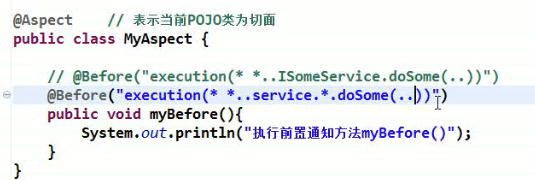 @Aspect    // 表示当前POJO类为切面
public class MyAspect {
// @Before("execution(* *..ISomeService.doSome(..))")
@Before("execution(* *..service.*.doSome(..))")
public void myBefore(){
System.out.println("执行前置通知方法myBefore()");
}
}